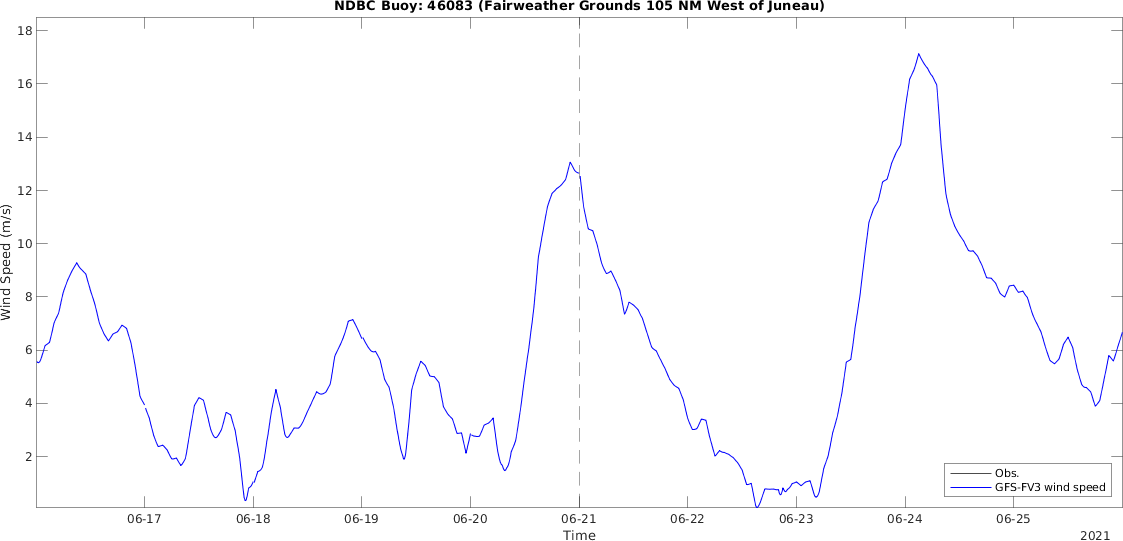 NDBC Buoy: 46083 (Fairweather Grounds 105 NM West of Juneau)
18
16
14
12
10
8
6
4
2
Wind Speed (m/s)
Obs.
GFS-FV3 wind speed
06-17 06-18 06-19 06-20 06-21 06-22 06-23 06-24 06-25
Time
2021